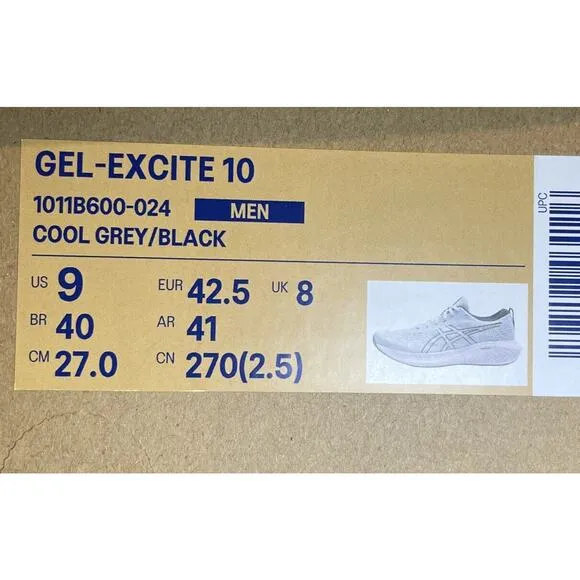 GEL-EXCITE 10
1011B600-024 MEN
COOL GREY/BLACK
US 9 EUR 42.5 UK 8
BR 40 AR 41
CM 27.0 CN 270(2.5)
UPC